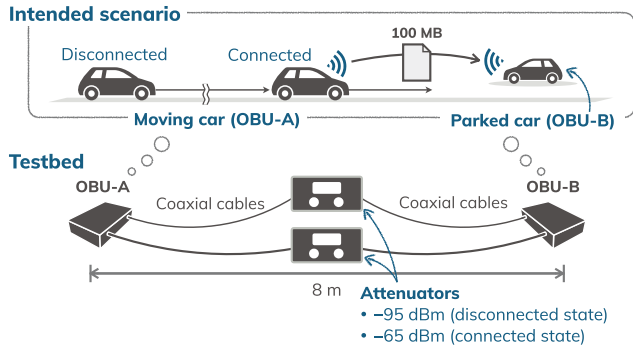 Intended scenario
100 MB
Disconnected
Connected
Moving car (OBU-A)
Parked car (OBU-B)
Testbed
OBU-A
OBU-B
Coaxial cables
Coaxial cables
8 m
Attenuators
• −95 dBm (disconnected state)
• −65 dBm (connected state)